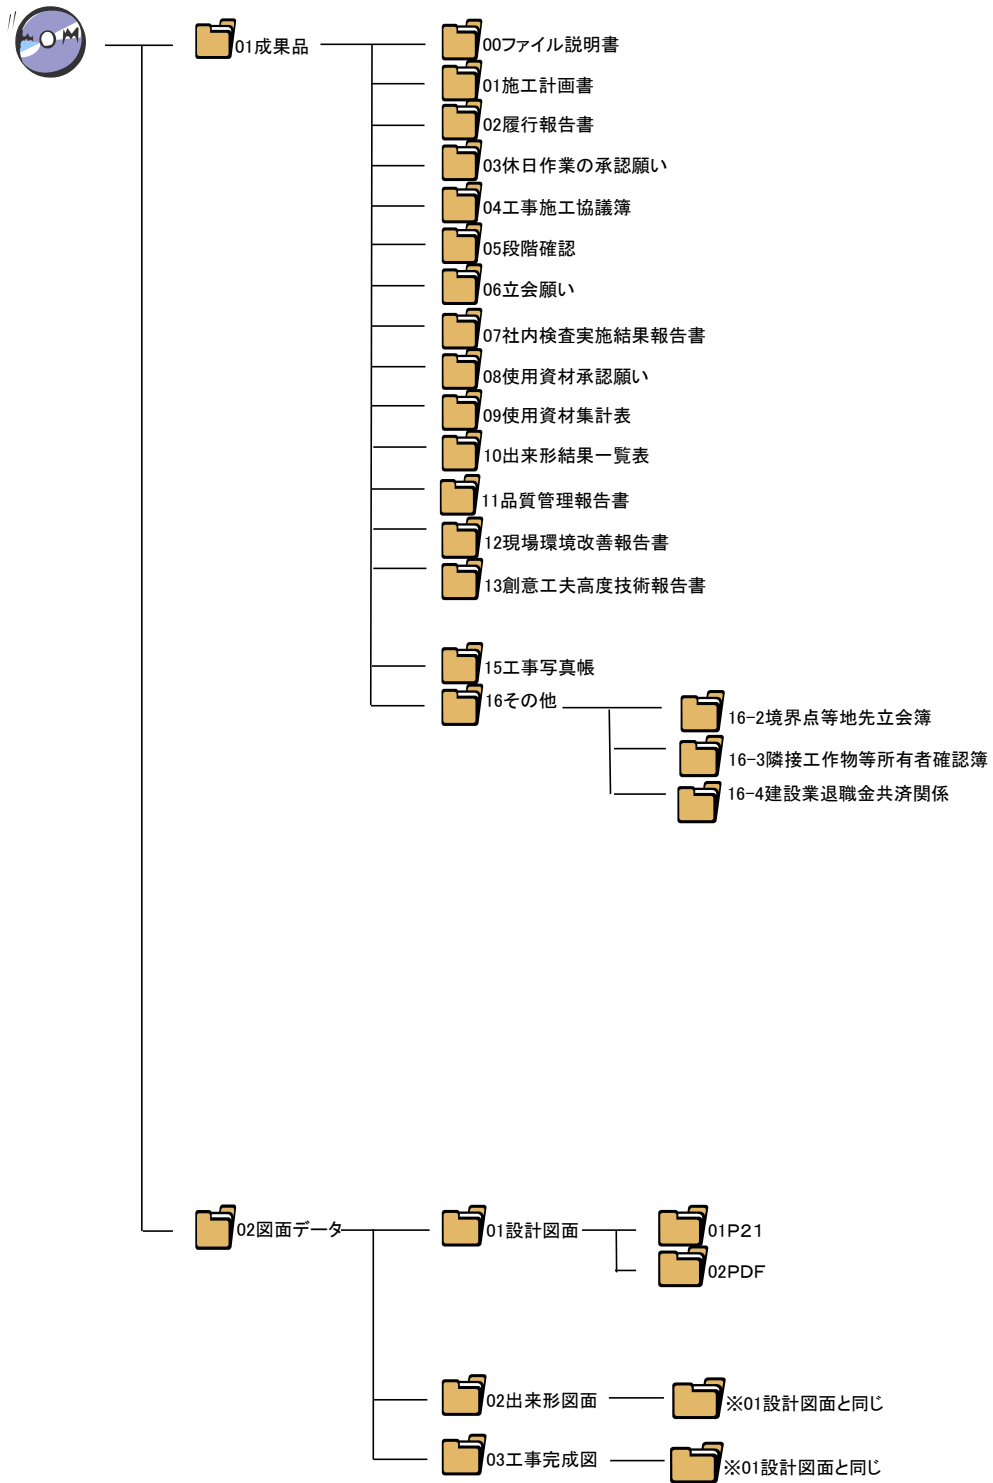 01成果品
00ファイル説明書
01施工計画書
02履行報告書
03休日作業の承認願い
04工事施工協議簿
05段階確認
06立会願い
07社内検査実施結果報告書
08使用資材承認願い
09使用資材集計表
10出来形結果一覧表
11品質管理報告書
12現場環境改善報告書
13創意工夫高度技術報告書
15工事写真帳
16その他
16-2境界点等地先立会簿
16-3隣接工作物等所有者確認簿
16-4建設業退職金共済関係
02図面データ
01設計図面
01P21
02PDF
02出来形図面
※01設計図面と同じ
03工事完成図
※01設計図面と同じ